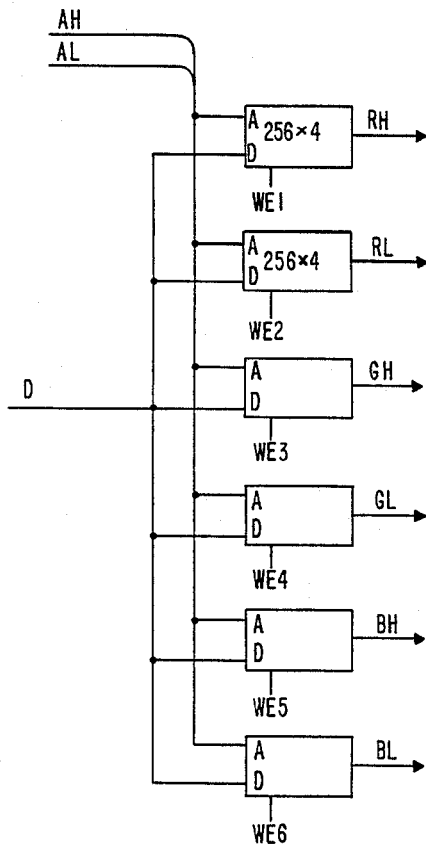 AH
AL
A 256×4 RH
D
WE1
A 256×4 RL
D
WE2
A GH
D D
WE3
A GL
D
WE4
A BH
D
WE5
A BL
D
WE6